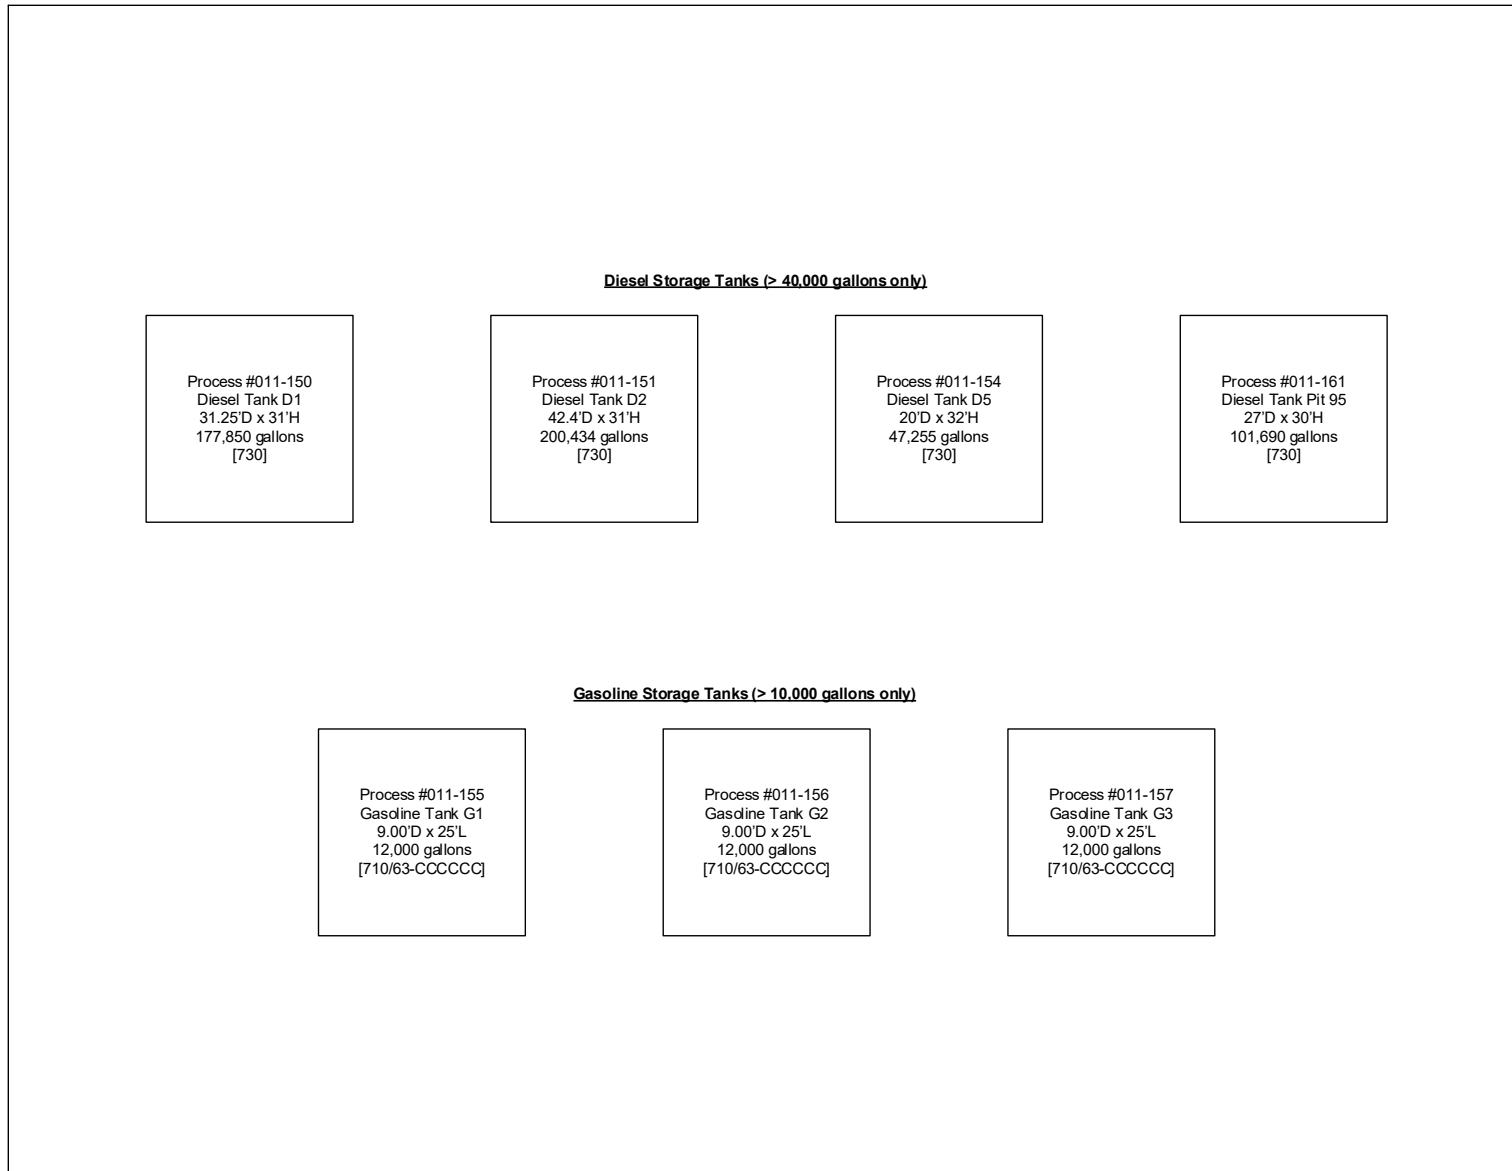 Diesel Storage Tanks (> 40,000 gallons only)
Process #011-150
Diesel Tank D1
31.25'D x 31'H
177,850 gallons
[730]
Process #011-151
Diesel Tank D2
42.4'D x 31'H
200,434 gallons
[730]
Process #011-154
Diesel Tank D5
20'D x 32'H
47,255 gallons
[730]
Process #011-161
Diesel Tank Pit 95
27'D x 30'H
101,690 gallons
[730]
Gasoline Storage Tanks (> 10,000 gallons only)
Process #011-155
Gasoline Tank G1
9.00'D x 25'L
12,000 gallons
[710/63-CCCCCC]
Process #011-156
Gasoline Tank G2
9.00'D x 25'L
12,000 gallons
[710/63-CCCCCC]
Process #011-157
Gasoline Tank G3
9.00'D x 25'L
12,000 gallons
[710/63-CCCCCC]